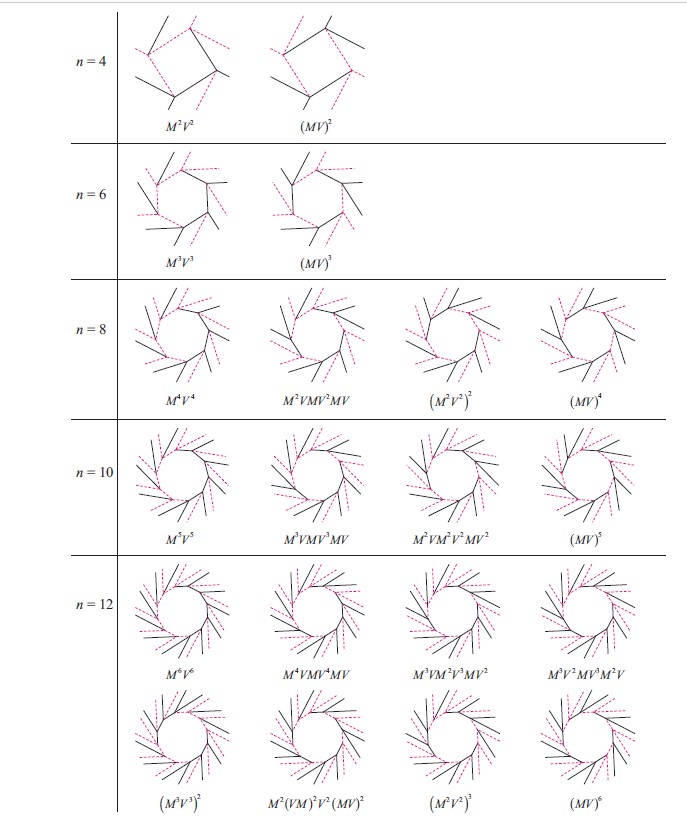 n = 4
M²V² (MV)²
n = 6
M³V³ (MV)³
n = 8
M⁴V⁴ M²VMV²MV (M²V²)² (MV)⁴
n = 10
M⁵V⁵ M³VMV³MV M²VM²V²MV² (MV)⁵
n = 12
M⁶V⁶ M⁴VMV⁴MV M³VM²V³MV² M³V²MV³M²V
(M³V³)² M²(VM)²V²(MV)² (M²V²)³ (MV)⁶